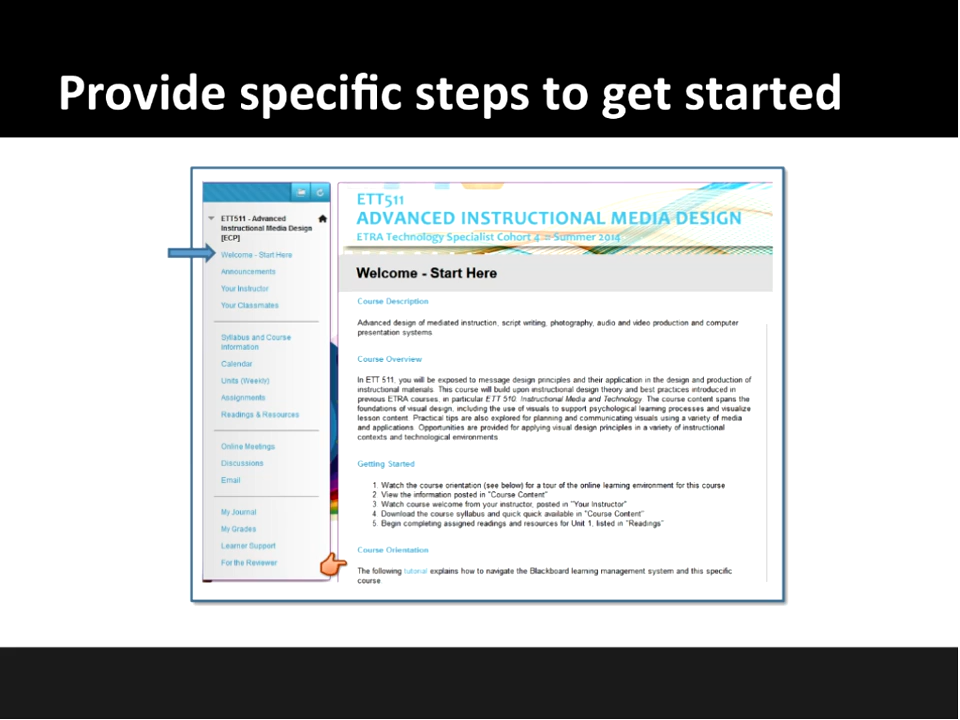 Provide specific steps to get started
ETT511 - Advanced
Instructional Media Design
[ECP]
Welcome - Start Here
Announcements
Your Instructor
Your Classmates
Syllabus and Course
Information
Calendar
Units (Weekly)
Assignments
Readings & Resources
Online Meetings
Discussions
Email
My Journal
My Grades
Learner Support
For the Reviewer
ETT511
ADVANCED INSTRUCTIONAL MEDIA DESIGN
ETRA Technology Specialist Cohort 4 – Summer 2014
Welcome - Start Here
Course Description
Advanced design of mediated instruction, script writing, photography, audio and video production and computer
presentation systems
Course Overview
In ETT 511, you will be exposed to message design principles and their application in the design and production of
instructional materials. This course will build upon instructional design theory and best practices introduced in
previous ETRA courses, in particular ETT 510: Instructional Media and Technology. The course content spans the
foundations of visual design, including the use of visuals to support psychological learning processes and visualize
lesson content. Practical tips are also explored for planning and communicating visuals using a variety of media
and applications. Opportunities are provided for applying visual design principles in a variety of instructional
contexts and technological environments
Getting Started
1. Watch the course orientation (see below) for a tour of the online learning environment for this course
2. View the information posted in "Course Content"
3. Watch course welcome from your instructor, posted in "Your Instructor"
4. Download the course syllabus and quick quick available in "Course Content"
5. Begin completing assigned readings and resources for Unit 1, listed in "Readings"
Course Orientation
The following tutorial explains how to navigate the Blackboard learning management system and this specific
course